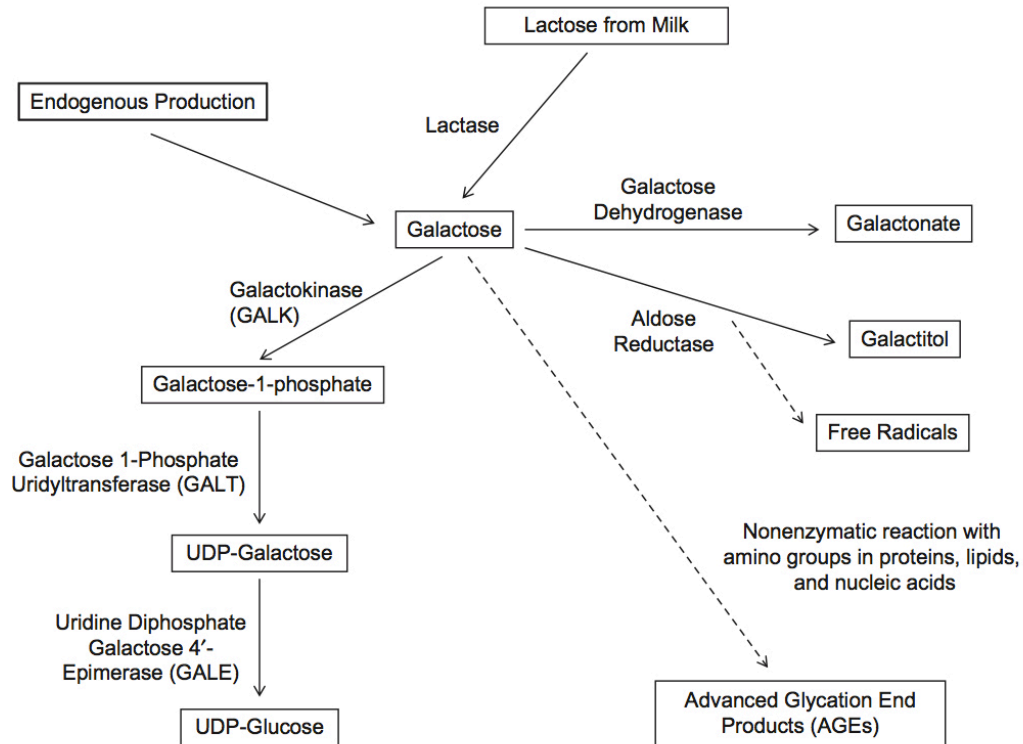 Lactose from Milk
Endogenous Production
Lactase
Galactose
Dehydrogenase
Galactose
Galactonate
Galactokinase
(GALK)
Aldose
Reductase
Galactitol
Galactose-1-phosphate
Free Radicals
Galactose 1-Phosphate
Uridyltransferase (GALT)
Nonenzymatic reaction with
amino groups in proteins, lipids,
and nucleic acids
UDP-Galactose
Uridine Diphosphate
Galactose 4′-
Epimerase (GALE)
Advanced Glycation End
Products (AGEs)
UDP-Glucose